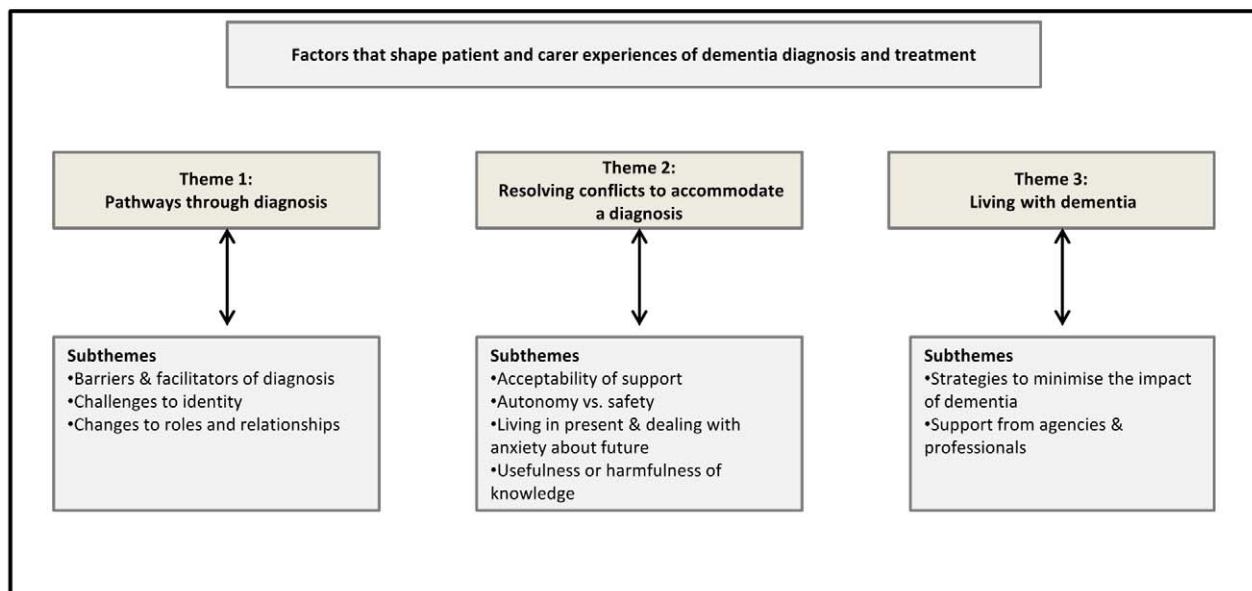 Factors that shape patient and carer experiences of dementia diagnosis and treatment
Theme 1:
Pathways through diagnosis
Theme 2:
Resolving conflicts to accommodate
a diagnosis
Theme 3:
Living with dementia
Subthemes
•Barriers & facilitators of diagnosis
•Challenges to identity
•Changes to roles and relationships
Subthemes
•Acceptability of support
•Autonomy vs. safety
•Living in present & dealing with
anxiety about future
•Usefulness or harmfulness of
knowledge
Subthemes
•Strategies to minimise the impact
of dementia
•Support from agencies &
professionals